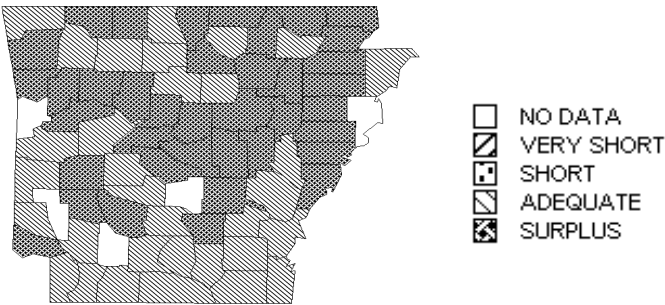 NO DATA
VERY SHORT
SHORT
ADEQUATE
SURPLUS